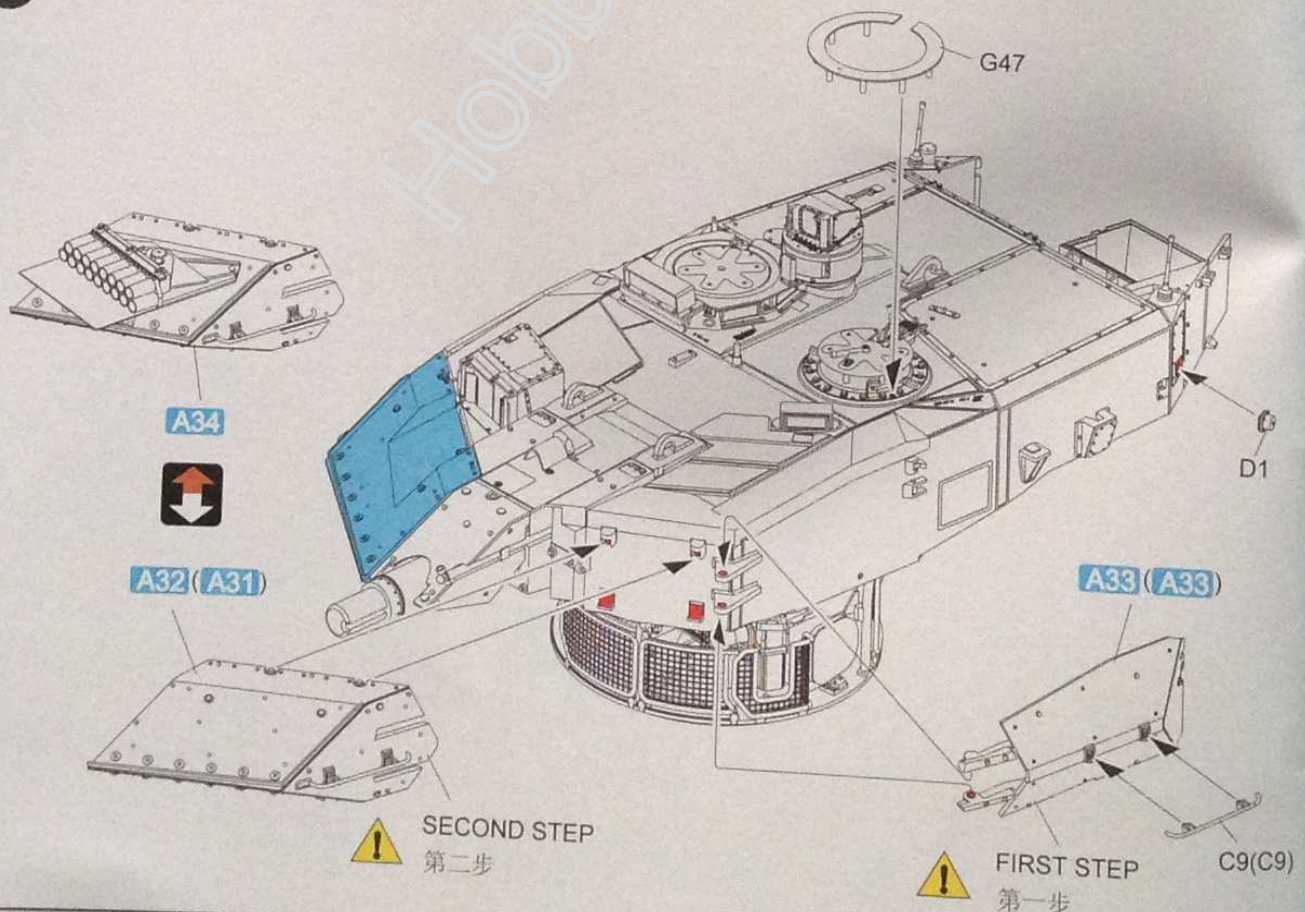 Hobb
G47
A34
D1
A32(A31)
A33(A33)
SECOND STEP
第二步
FIRST STEP
第一步
C9(C9)